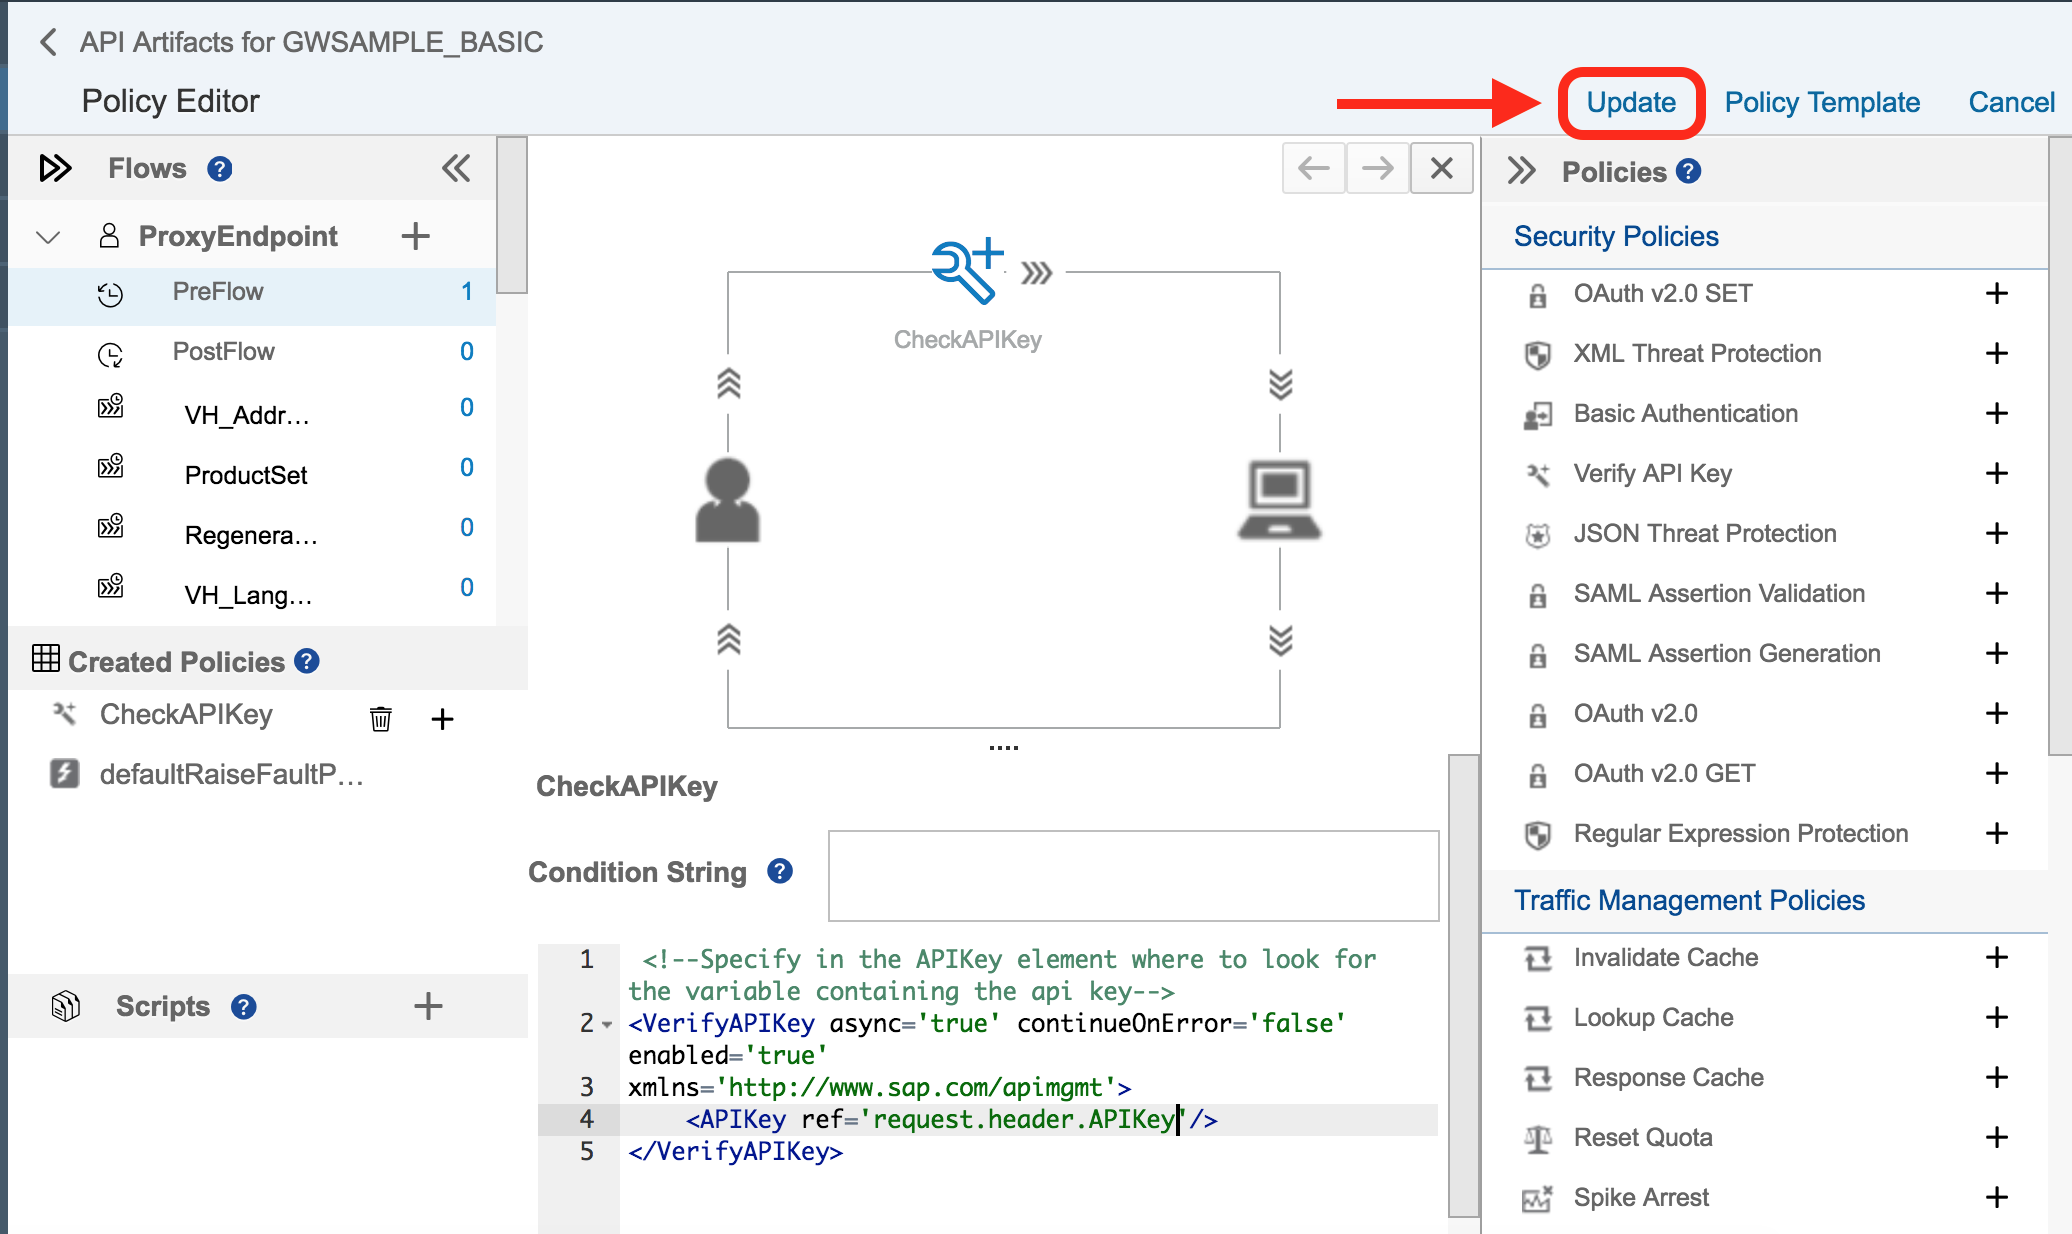 API Artifacts for GWSAMPLE_BASIC
Policy Editor
Update
Policy Template
Cancel
Flows ?
ProxyEndpoint
PreFlow 1
PostFlow 0
VH_Addr... 0
ProductSet 0
Regenera... 0
VH_Lang... 0
Created Policies ?
CheckAPIKey
defaultRaiseFaultP...
Scripts ?
CheckAPIKey
CheckAPIKey
Condition String ?
1 <!--Specify in the APIKey element where to look for
the variable containing the api key-->
2 <VerifyAPIKey async='true' continueOnError='false'
enabled='true'
3 xmlns='http://www.sap.com/apimgmt'>
4 <APIKey ref='request.header.APIKey'/>
5 </VerifyAPIKey>
Policies ?
Security Policies
OAuth v2.0 SET
XML Threat Protection
Basic Authentication
Verify API Key
JSON Threat Protection
SAML Assertion Validation
SAML Assertion Generation
OAuth v2.0
OAuth v2.0 GET
Regular Expression Protection
Traffic Management Policies
Invalidate Cache
Lookup Cache
Response Cache
Reset Quota
Spike Arrest